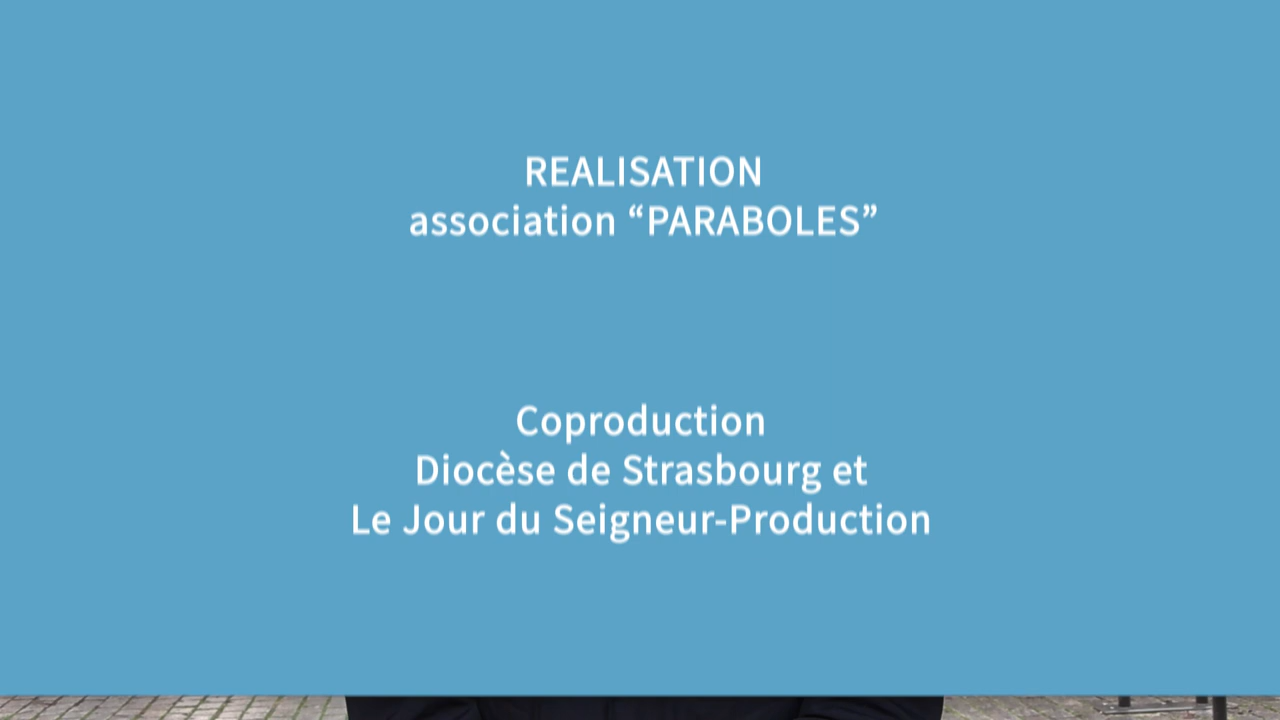 REALISATION
association “PARABOLES”
Coproduction
Diocèse de Strasbourg et
Le Jour du Seigneur-Production